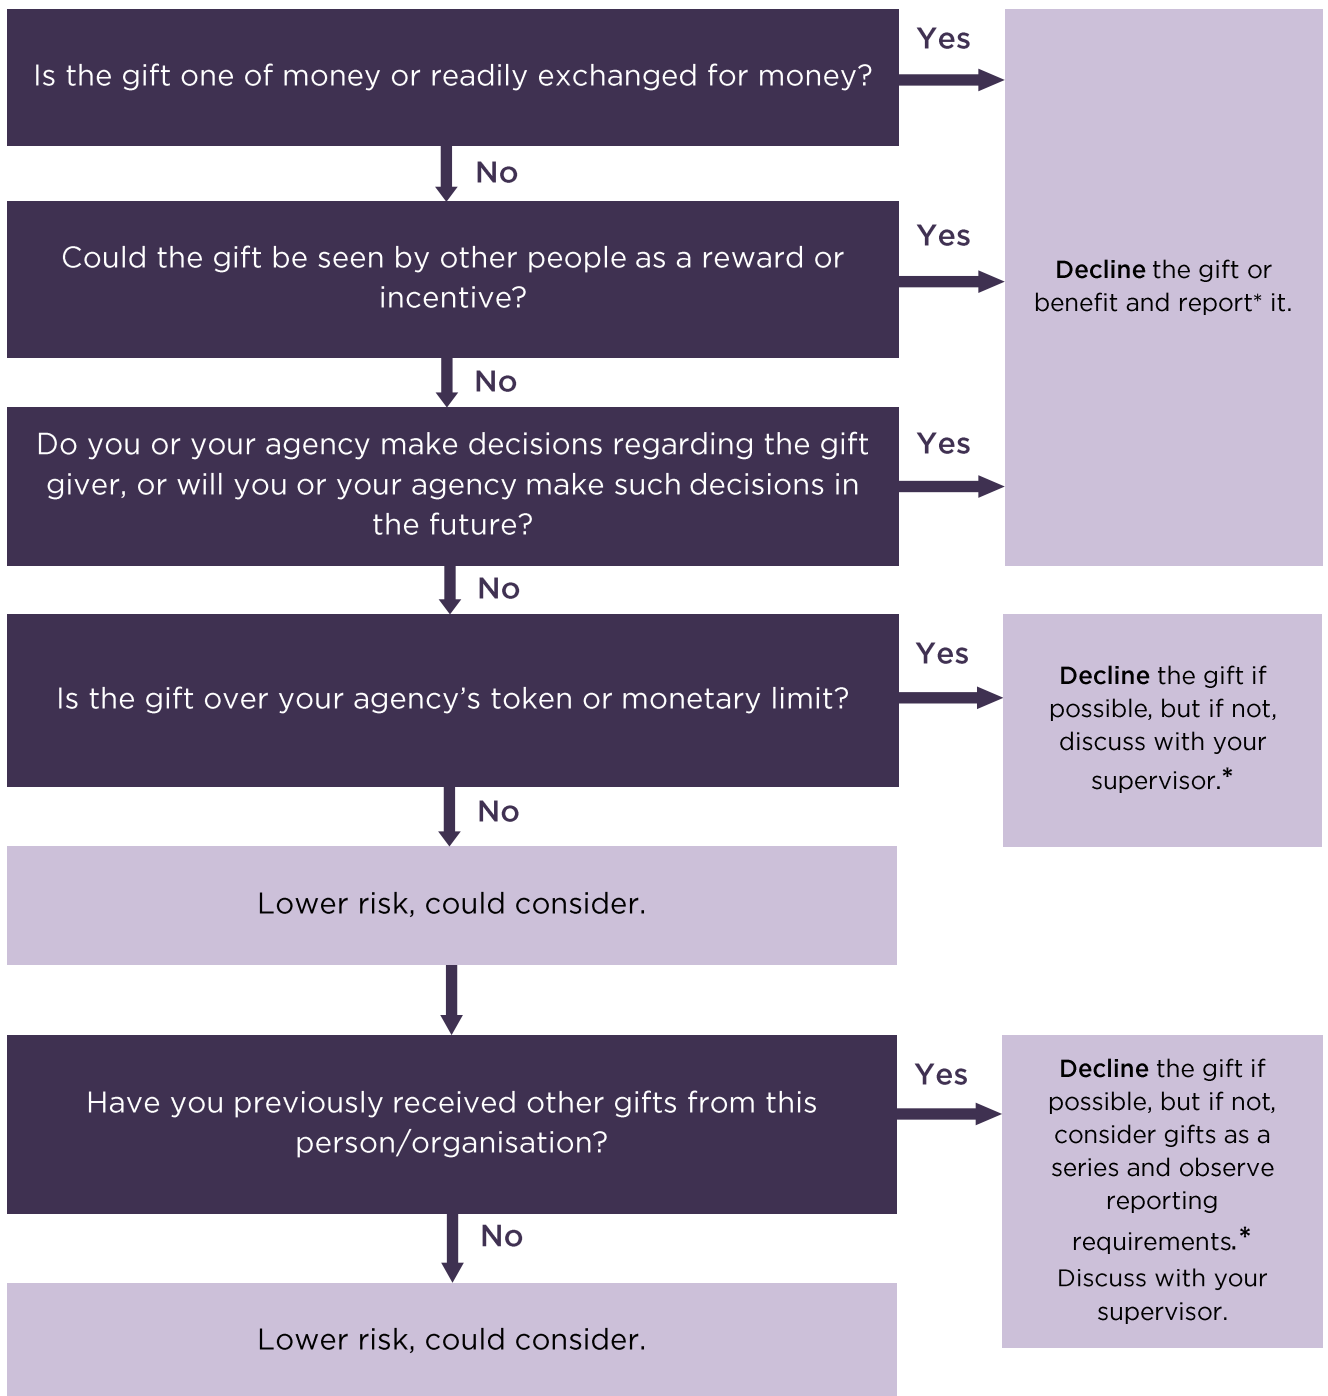 Is the gift one of money or readily exchanged for money?
Yes
No
Could the gift be seen by other people as a reward or
incentive?
Yes
Decline the gift or
benefit and report* it.
No
Do you or your agency make decisions regarding the gift
giver, or will you or your agency make such decisions in
the future?
Yes
No
Is the gift over your agency’s token or monetary limit?
Yes
Decline the gift if
possible, but if not,
discuss with your
supervisor.*
No
Lower risk, could consider.
Have you previously received other gifts from this
person/organisation?
Yes
Decline the gift if
possible, but if not,
consider gifts as a
series and observe
reporting
requirements.*
Discuss with your
supervisor.
No
Lower risk, could consider.